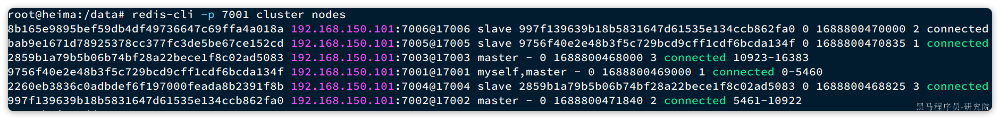 root@heima:/data# redis-cli -p 7001 cluster nodes
8b165e9895bef59db4df49736647c69ffa4a018a 192.168.150.101:7006@17006 slave 997f139639b18b5831647d61535e134ccb862fa0 0 1688800470000 2 connected
bab9e1671d78925378cc377fc3de5be67ce152cd 192.168.150.101:7005@17005 slave 9756f40e2e48b3f5c729bcd9cff1cdf6bcda134f 0 1688800470835 1 connected
2859b1a79b5b06b74bf28a22bece1f8c02ad5083 192.168.150.101:7003@17003 master - 0 1688800468000 3 connected 10923-16383
9756f40e2e48b3f5c729bcd9cff1cdf6bcda134f 192.168.150.101:7001@17001 myself,master - 0 1688800469000 1 connected 0-5460
2260eb3836c0adbdef6f197000feada8b2391f8b 192.168.150.101:7004@17004 slave 2859b1a79b5b06b74bf28a22bece1f8c02ad5083 0 1688800468825 3 connected
997f139639b18b5831647d61535e134ccb862fa0 192.168.150.101:7002@17002 master - 0 1688800471840 2 connected 5461-10922
黑马程序员-研究院